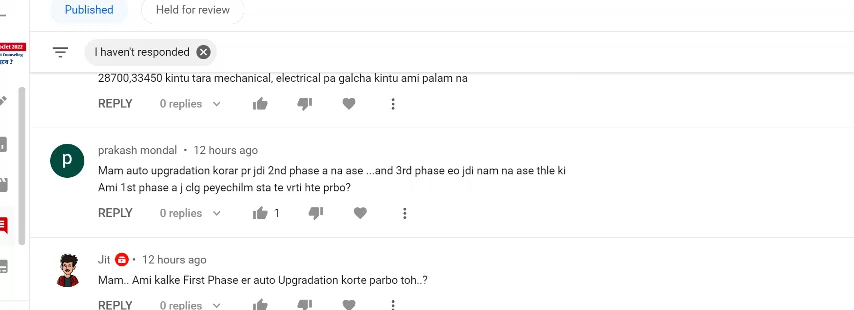 Published
Held for review
oclet 2022
I haven't responded
28700,33450 kintu tara mechanical, electrical pa galcha kintu ami palam na
REPLY 0 replies
p
prakash mondal • 12 hours ago
Mam auto upgradation korar pr jdi 2nd phase a na ase ...and 3rd phase eo jdi nam na ase thle ki
Ami 1st phase a j clg peyechilm sta te vrti hte prbo?
REPLY 0 replies 1
Jit • 12 hours ago
Mam.. Ami kalke First Phase er auto Upgradation korte parbo toh..?
REPLY 0 replies